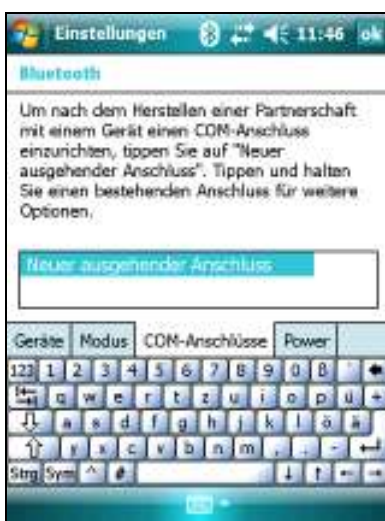 Einstellungen 11:46 ok
Bluetooth
Um nach dem Herstellen einer Partnerschaft
mit einem Gerät einen COM-Anschluss
einzurichten, tippen Sie auf "Neuer
ausgehender Anschluss". Tippen und halten
Sie einen bestehenden Anschluss für weitere
Optionen.
Neuer ausgehender Anschluss
Geräte Modus COM-Anschlüsse Power
123 1 2 3 4 5 6 7 8 9 0 ß ´
q w e r t z u i o p ü +
a s d f g h j k l ö ä
y x c v b n m , . -
Strg Sym ^ #